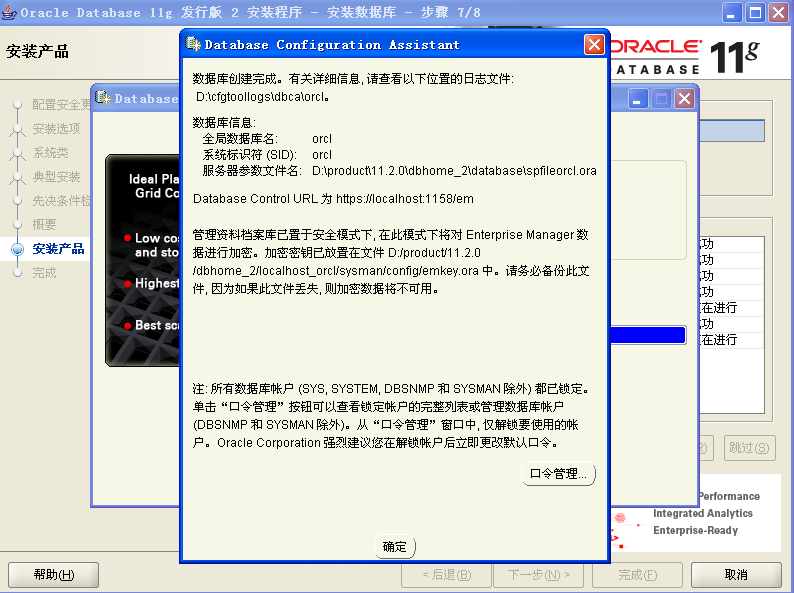 Oracle Database 11g 发行版 2 安装程序 - 安装数据库 - 步骤 7/8
安装产品
ORACLE
DATABASE
11g
配置安全更
安装选项
系统类
典型安装
先决条件检
概要
安装产品
完成
Database
Ideal Pla
Grid Co
Low co
and sto
Highest
Best sca
Database Configuration Assistant
数据库创建完成。有关详细信息, 请查看以下位置的日志文件:
D:\cfgtoollogs\dbca\orcl。
数据库信息:
全局数据库名: orcl
系统标识符 (SID): orcl
服务器参数文件名: D:\product\11.2.0\dbhome_2\database\spfileorcl.ora
Database Control URL 为 https://localhost:1158/em
管理资料档案库已置于安全模式下, 在此模式下将对 Enterprise Manager 数
据进行加密。加密密钥已放置在文件 D:/product/11.2.0
/dbhome_2/localhost_orcl/sysman/config/emkey.ora 中。请务必备份此文
件, 因为如果此文件丢失, 则加密数据将不可用。
注: 所有数据库帐户 (SYS, SYSTEM, DBSNMP 和 SYSMAN 除外) 都已锁定。
单击“口令管理”按钮可以查看锁定帐户的完整列表或管理数据库帐户
(DBSNMP 和 SYSMAN 除外)。从“口令管理”窗口中, 仅解锁要使用的帐
户。Oracle Corporation 强烈建议您在解锁帐户后立即更改默认口令。
口令管理...
确定
功
功
功
功
在进行
功
在进行
R)
跳过(S)
Performance
Integrated Analytics
Enterprise-Ready
帮助(H)
< 后退(B)
下一步(N) >
完成(F)
取消